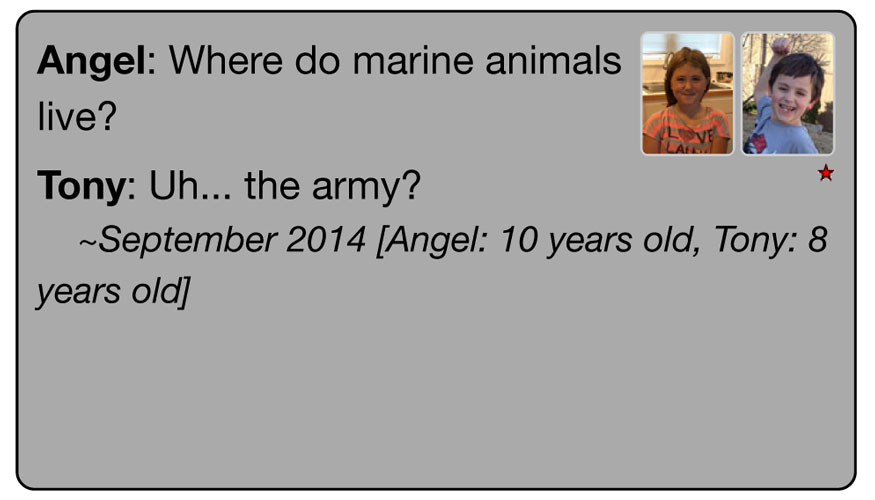 Angel: Where do marine animals
live?
Tony: Uh... the army?
~September 2014 [Angel: 10 years old, Tony: 8
years old]
LOVE